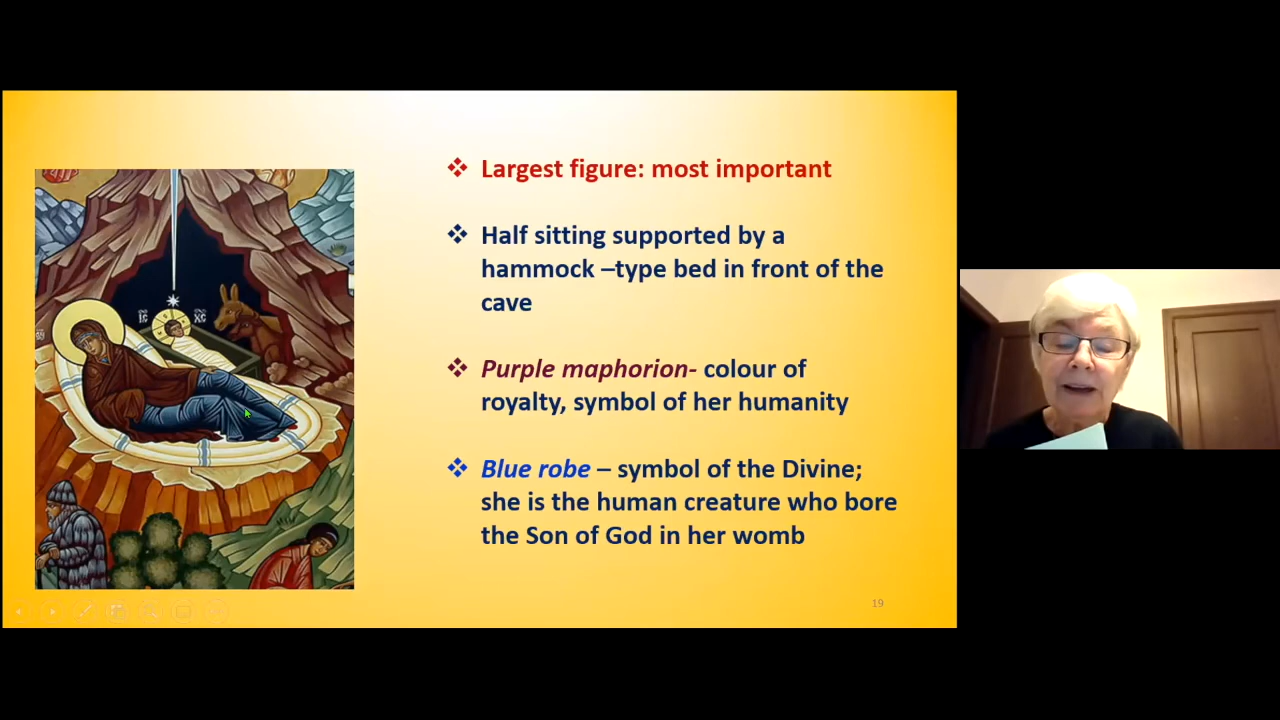 Largest figure: most important
Half sitting supported by a
hammock –type bed in front of the
cave
Purple maphorion- colour of
royalty, symbol of her humanity
Blue robe – symbol of the Divine;
she is the human creature who bore
the Son of God in her womb
IC
XC
19